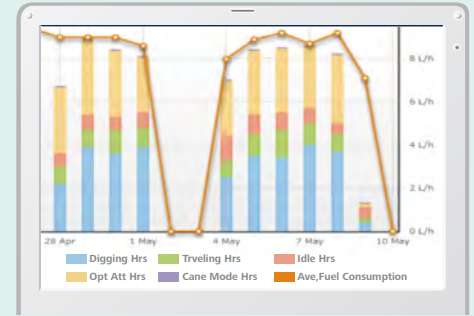 8 L/h
6 L/h
4 L/h
2 L/h
0 L/h
28 Apr 1 May 4 May 7 May 10 May
Digging Hrs Trveling Hrs Idle Hrs
Opt Att Hrs Cane Mode Hrs Ave,Fuel Consumption